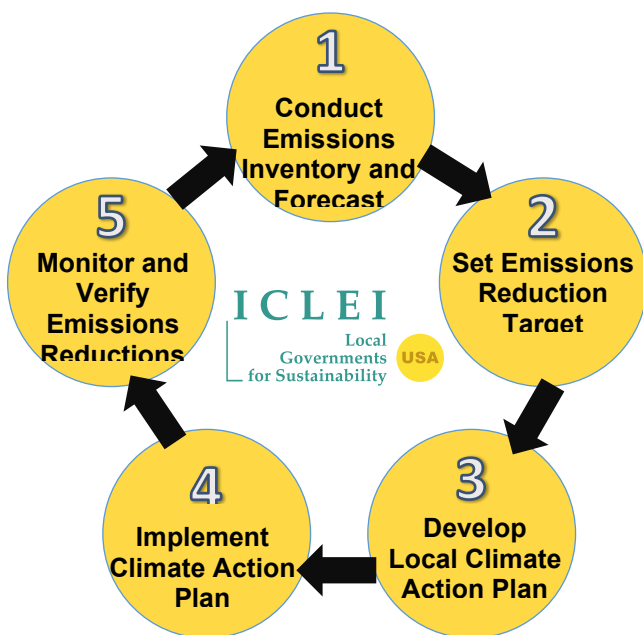 1
Conduct
Emissions
Inventory and
Forecast
2
Set Emissions
Reduction
Target
3
Develop
Local Climate
Action Plan
4
Implement
Climate Action
Plan
5
Monitor and
Verify
Emissions
Reductions
ICLEI
Local
Governments
for Sustainability
USA